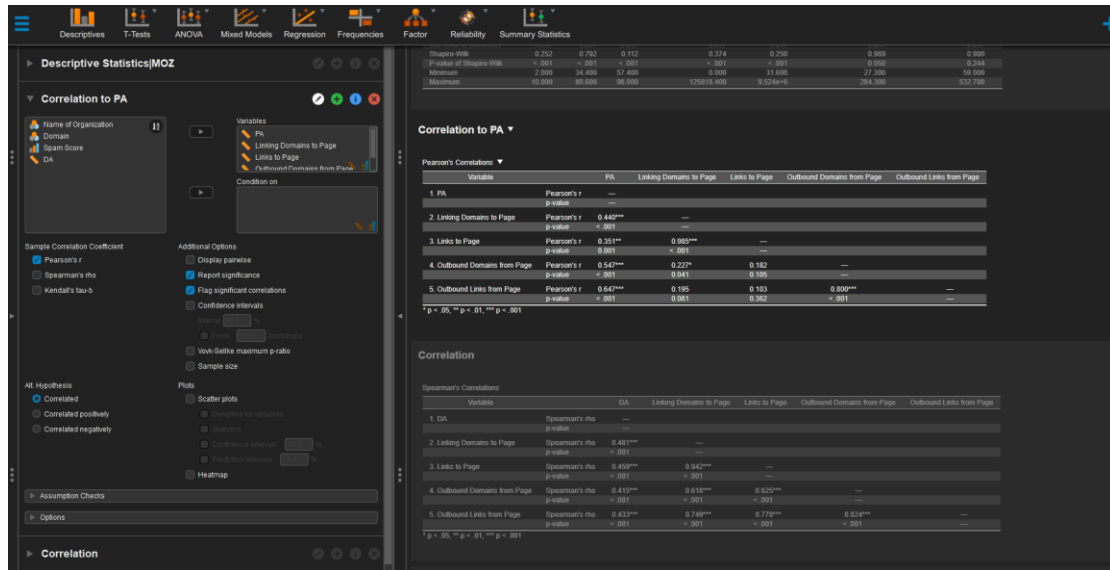 Descriptives T-Tests ANOVA Mixed Models Regression Frequencies Factor Reliability Summary Statistics
Descriptive Statistics|MOZ
Correlation to PA
Name of Organization
Domain
Spam Score
DA
Variables
PA
Linking Domains to Page
Links to Page
Outbound Domains from Page
Condition on
Sample Correlation Coefficient
Pearson's r
Spearman's rho
Kendall's tau-b
Additional Options
Display pairwise
Report significance
Flag significant correlations
Confidence intervals
Interval %
From bootstraps
Vovk-Sellke maximum p-ratio
Sample size
Alt. Hypothesis
Correlated
Correlated positively
Correlated negatively
Plots
Scatter plots
Densities for variables
Statistics
Confidence intervals %
Prediction intervals %
Heatmap
Assumption Checks
Options
Correlation
Shapiro-Wilk 0.252 0.792 0.112 0.374 0.250 0.969 0.980
P-value of Shapiro-Wilk < .001 < .001 < .001 < .001 < .001 0.050 0.244
Minimum 2.000 34.400 57.400 0.000 31.600 27.300 59.000
Maximum 10.000 89.600 98.000 125818.400 9.524e+6 284.300 532.700
Correlation to PA
Pearson's Correlations
Variable PA Linking Domains to Page Links to Page Outbound Domains from Page Outbound Links from Page
1. PA Pearson's r —
p-value —
2. Linking Domains to Page Pearson's r 0.440*** —
p-value < .001 —
3. Links to Page Pearson's r 0.351** 0.985*** —
p-value 0.001 < .001 —
4. Outbound Domains from Page Pearson's r 0.547*** 0.227* 0.182 —
p-value < .001 0.041 0.105 —
5. Outbound Links from Page Pearson's r 0.647*** 0.195 0.103 0.800*** —
p-value < .001 0.081 0.362 < .001 —
* p < .05, ** p < .01, *** p < .001
Correlation
Spearman's Correlations
Variable DA Linking Domains to Page Links to Page Outbound Domains from Page Outbound Links from Page
1. DA Spearman's rho —
p-value —
2. Linking Domains to Page Spearman's rho 0.481*** —
p-value < .001 —
3. Links to Page Spearman's rho 0.459*** 0.942*** —
p-value < .001 < .001 —
4. Outbound Domains from Page Spearman's rho 0.415*** 0.618*** 0.625*** —
p-value < .001 < .001 < .001 —
5. Outbound Links from Page Spearman's rho 0.433*** 0.749*** 0.770*** 0.824*** —
p-value < .001 < .001 < .001 < .001 —
* p < .05, ** p < .01, *** p < .001